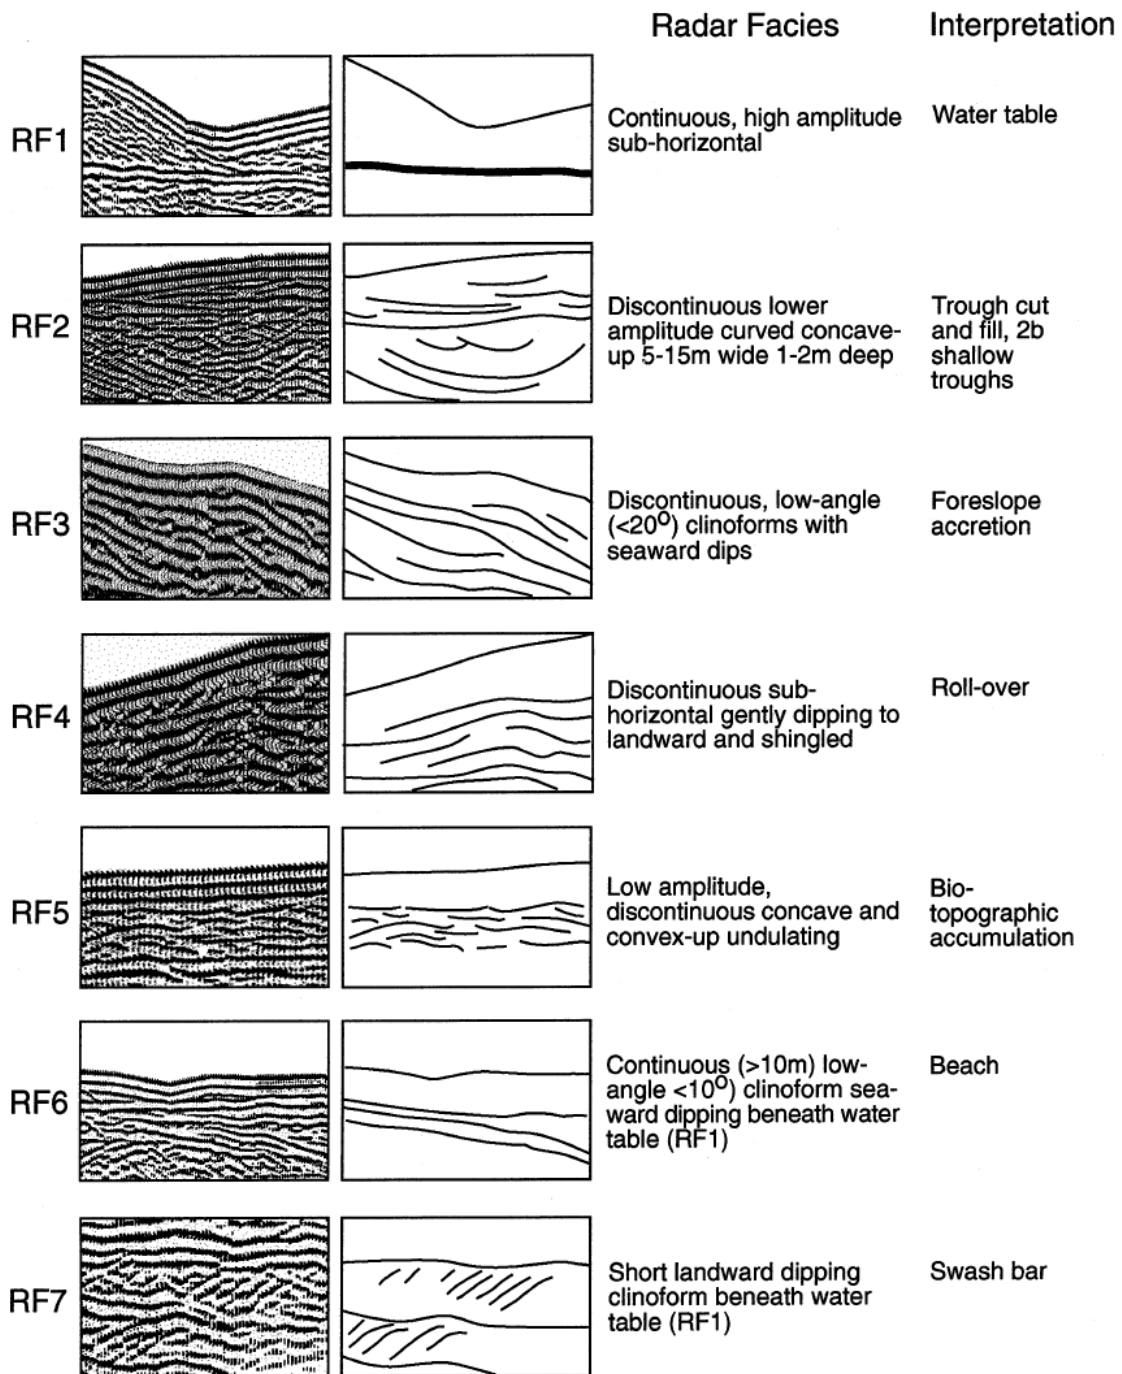 Radar Facies Interpretation
RF1
Continuous, high amplitude
sub-horizontal
Water table
RF2
Discontinuous lower
amplitude curved concave-
up 5-15m wide 1-2m deep
Trough cut
and fill, 2b
shallow
troughs
RF3
Discontinuous, low-angle
(<20º) clinoforms with
seaward dips
Foreslope
accretion
RF4
Discontinuous sub-
horizontal gently dipping to
landward and shingled
Roll-over
RF5
Low amplitude,
discontinuous concave and
convex-up undulating
Bio-
topographic
accumulation
RF6
Continuous (>10m) low-
angle <10º) clinoform sea-
ward dipping beneath water
table (RF1)
Beach
RF7
Short landward dipping
clinoform beneath water
table (RF1)
Swash bar